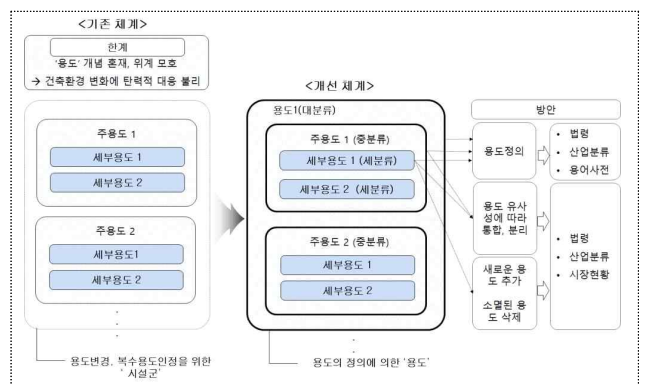 <기존 체계>
한계
'용도' 개념 혼재, 위계 모호
→ 건축환경 변화에 탄력적 대응 불리
주용도 1
세부용도 1
세부용도 2
주용도 2
세부용도1
세부용도 2
용도변경, 복수용도인정을 위한
' 시설군'
<개선 체계>
용도1(대분류)
주용도 1 (중분류)
세부용도 1 (세분류)
세부용도 2 (세분류)
주용도 2 (중분류)
세부용도 1
세부용도 2
용도의 정의에 의한 '용도'
방안
용도정의
• 법령
• 산업분류
• 용어사전
용도 유사
성에 따라
통합, 분리
새로운 용
도 추가
소멸된 용
도 삭제
• 법령
• 산업분류
• 시장현황